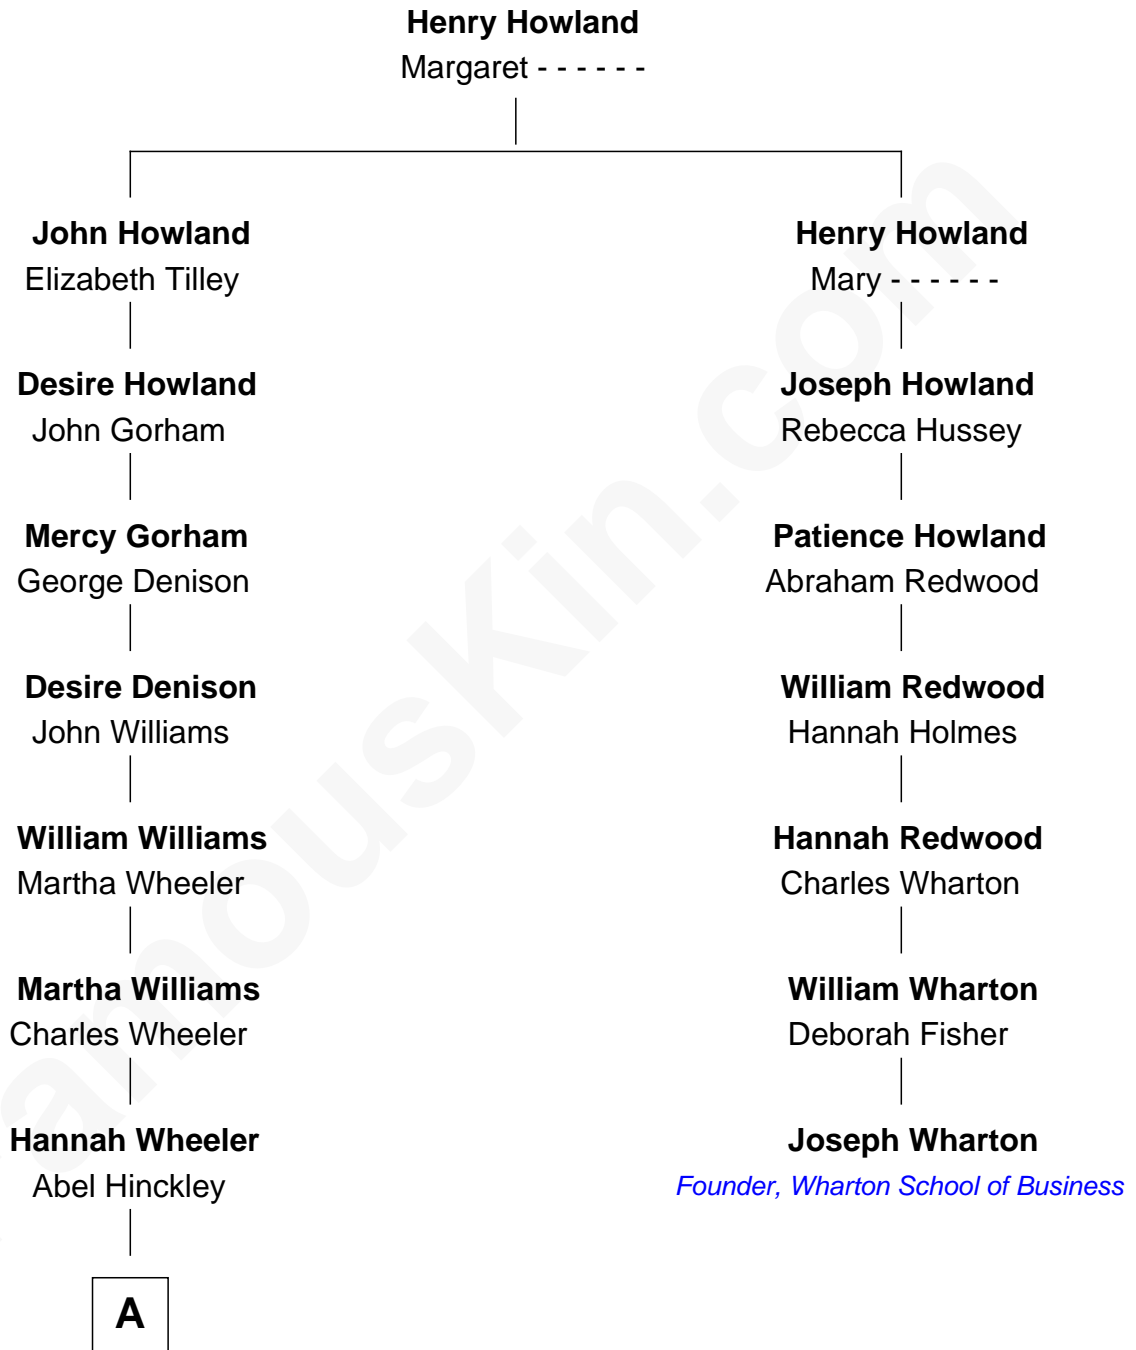 Henry Howland
Margaret - - - - - -
John Howland
Elizabeth Tilley
Henry Howland
Mary - - - - - -
Desire Howland
John Gorham
Joseph Howland
Rebecca Hussey
Mercy Gorham
George Denison
Patience Howland
Abraham Redwood
Desire Denison
John Williams
William Redwood
Hannah Holmes
William Williams
Martha Wheeler
Hannah Redwood
Charles Wharton
Martha Williams
Charles Wheeler
William Wharton
Deborah Fisher
Hannah Wheeler
Abel Hinckley
Joseph Wharton
Founder, Wharton School of Business
A
amousKin.com